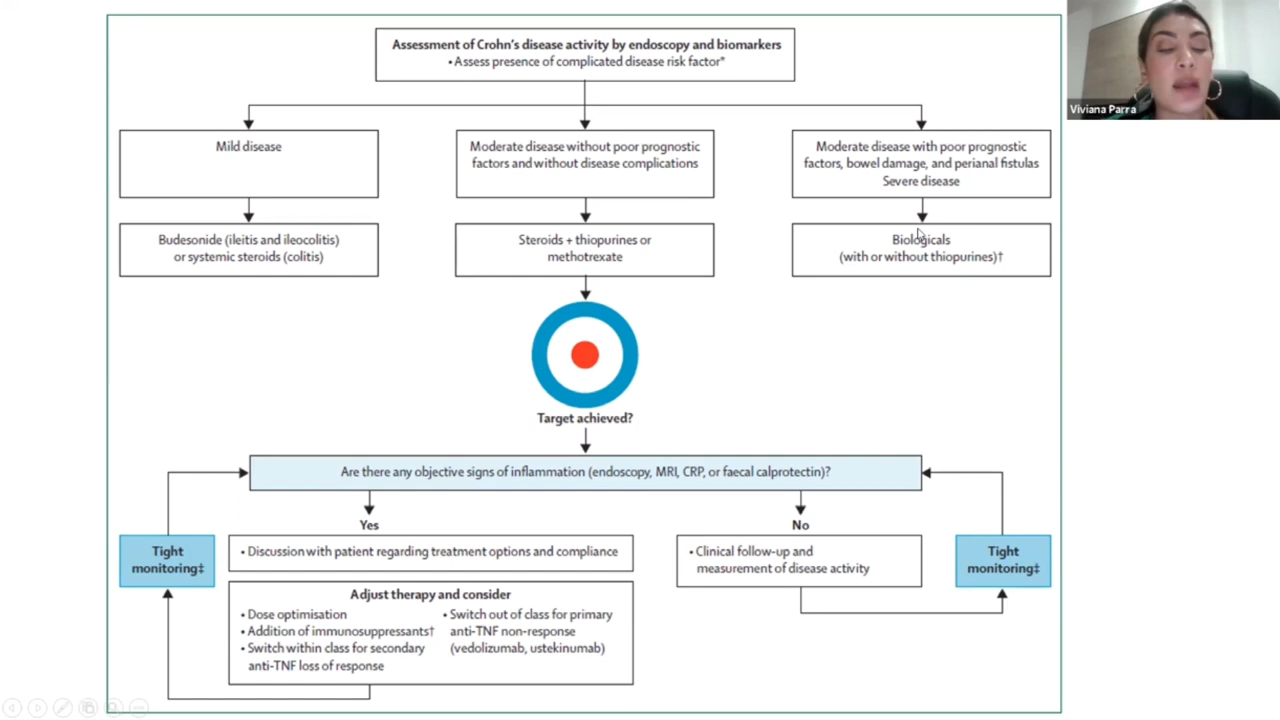 Assessment of Crohn's disease activity by endoscopy and biomarkers
• Assess presence of complicated disease risk factor*
Viviana Parra
Mild disease
Moderate disease without poor prognostic
factors and without disease complications
Moderate disease with poor prognostic
factors, bowel damage, and perianal fistulas
Severe disease
Budesonide (ileitis and ileocolitis)
or systemic steroids (colitis)
Steroids + thiopurines or
methotrexate
Biologicals
(with or without thiopurines)†
Target achieved?
Are there any objective signs of inflammation (endoscopy, MRI, CRP, or faecal calprotectin)?
Yes
No
Tight
monitoring‡
• Discussion with patient regarding treatment options and compliance
Adjust therapy and consider
• Dose optimisation
• Addition of immunosuppressants†
• Switch within class for secondary
anti-TNF loss of response
• Switch out of class for primary
anti-TNF non-response
(vedolizumab, ustekinumab)
• Clinical follow-up and
measurement of disease activity
Tight
monitoring‡